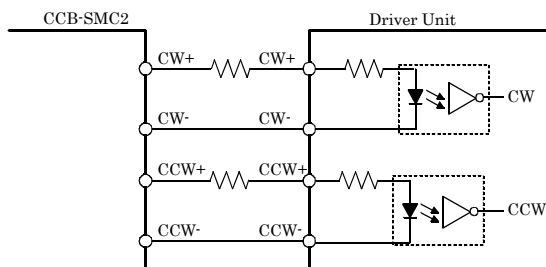 CCB-SMC2 Driver Unit
CW+ CW+
CW
CW- CW-
CCW+ CCW+
CCW
CCW- CCW-